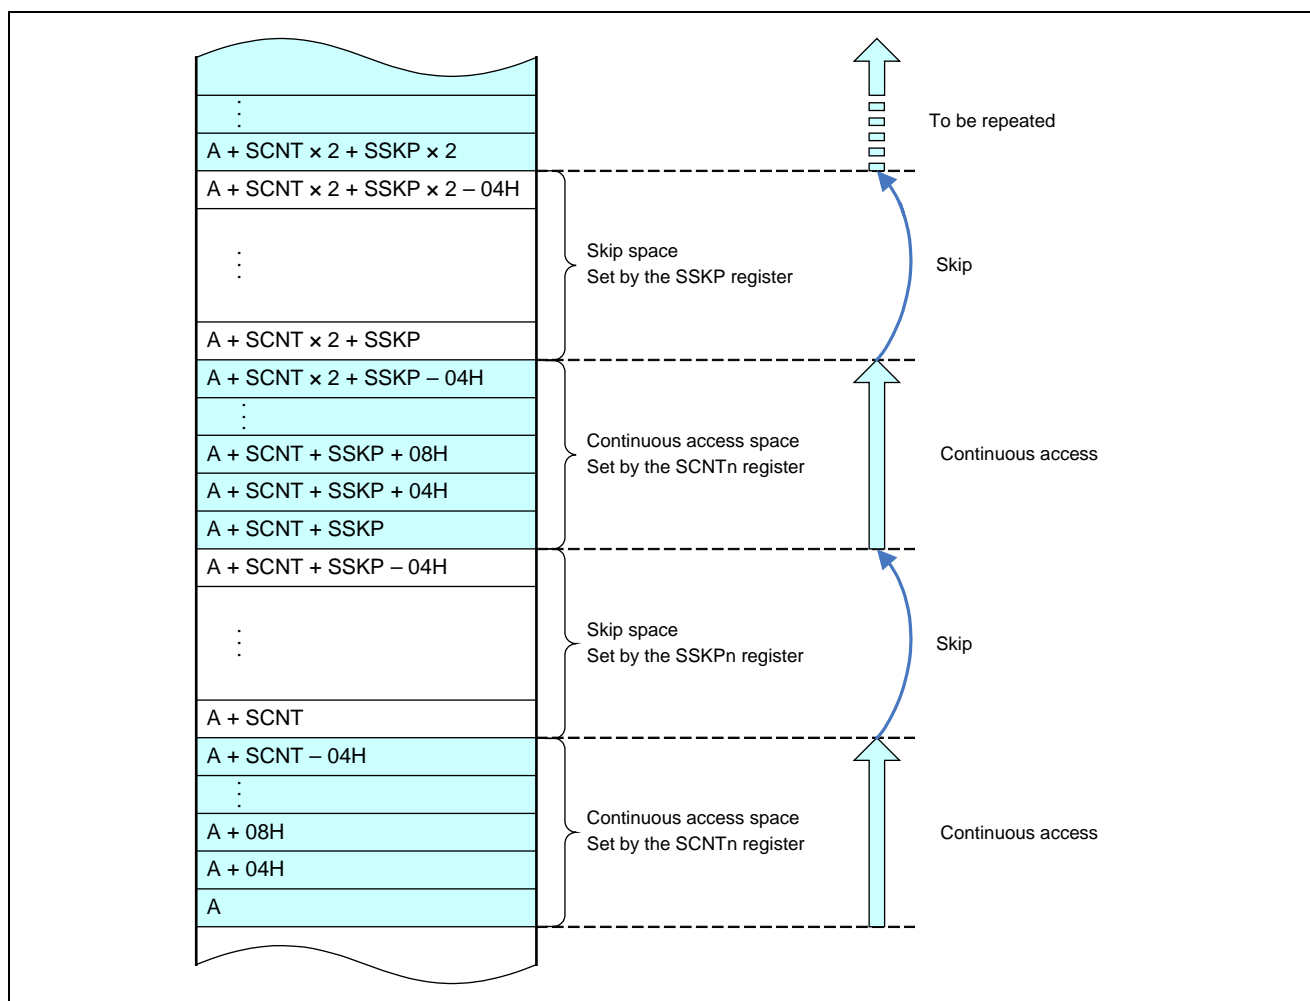 ⋮
To be repeated
A + SCNT × 2 + SSKP × 2
A + SCNT × 2 + SSKP × 2 – 04H
⋮
Skip space
Set by the SSKP register
Skip
A + SCNT × 2 + SSKP
A + SCNT × 2 + SSKP – 04H
⋮
A + SCNT + SSKP + 08H
A + SCNT + SSKP + 04H
A + SCNT + SSKP
Continuous access space
Set by the SCNTn register
Continuous access
A + SCNT + SSKP – 04H
⋮
Skip space
Set by the SSKPn register
Skip
A + SCNT
A + SCNT – 04H
⋮
A + 08H
A + 04H
A
Continuous access space
Set by the SCNTn register
Continuous access